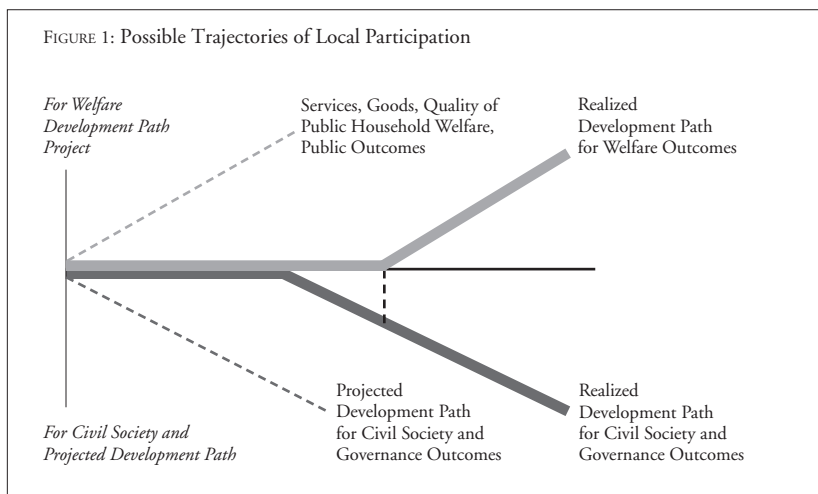 FIGURE 1: Possible Trajectories of Local Participation
For Welfare
Development Path
Project
Services, Goods, Quality of
Public Household Welfare,
Public Outcomes
Realized
Development Path
for Welfare Outcomes
For Civil Society and
Projected Development Path
Projected
Development Path
for Civil Society and
Governance Outcomes
Realized
Development Path
for Civil Society and
Governance Outcomes